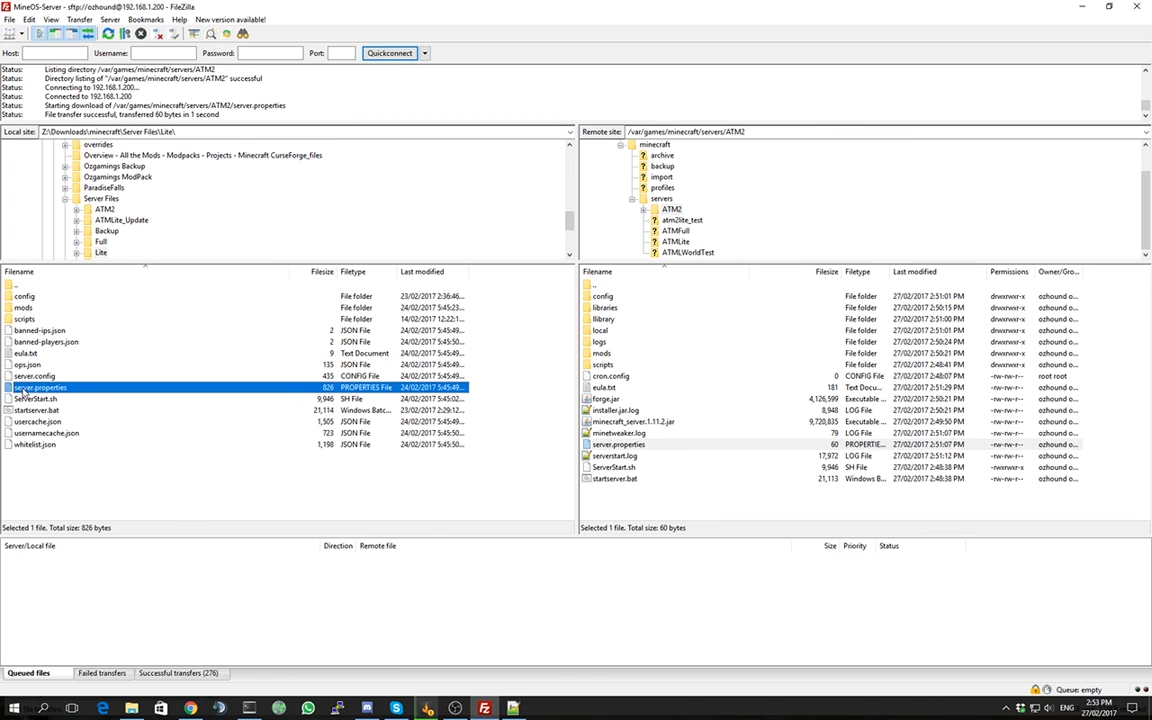 MineOS-Server - sftp://ozhound@192.168.1.200 - FileZilla
File Edit View Transfer Server Bookmarks Help New version available!
Host: Username: Password: Port: Quickconnect
Status: Listing directory /var/games/minecraft/servers/ATM2
Status: Directory listing of "/var/games/minecraft/servers/ATM2" successful
Status: Connecting to 192.168.1.200...
Status: Connected to 192.168.1.200
Status: Starting download of /var/games/minecraft/servers/ATM2/server.properties
Status: File transfer successful, transferred 60 bytes in 1 second
Local site: Z:\Downloads\minecraft\Server Files\Lite\
overrides
Overview - All the Mods - Modpacks - Projects - Minecraft CurseForge_files
Ozgamings Backup
Ozgamings ModPack
ParadiseFalls
Server Files
ATM2
ATMLite_Update
Backup
Full
Lite
Remote site: /var/games/minecraft/servers/ATM2
minecraft
archive
backup
import
profiles
servers
ATM2
atm2lite_test
ATMFull
ATMLite
ATMLWorldTest
Filename Filesize Filetype Last modified
..
config File folder 23/02/2017 2:36:46...
mods File folder 24/02/2017 5:45:23...
scripts File folder 14/02/2017 12:22:1...
banned-ips.json 2 JSON File 24/02/2017 5:45:49...
banned-players.json 2 JSON File 24/02/2017 5:45:50...
eula.txt 9 Text Document 24/02/2017 5:45:49...
ops.json 135 JSON File 24/02/2017 5:45:49...
server.config 435 CONFIG File 24/02/2017 5:45:49...
server.properties 826 PROPERTIES File 24/02/2017 5:45:49...
ServerStart.sh 9,946 SH File 24/02/2017 5:45:02...
startserver.bat 21,114 Windows Batc... 23/02/2017 2:29:12...
usercache.json 1,505 JSON File 24/02/2017 5:45:50...
usernamecache.json 723 JSON File 24/02/2017 5:45:50...
whitelist.json 1,198 JSON File 24/02/2017 5:45:50...
Selected 1 file. Total size: 826 bytes
Filename Filesize Filetype Last modified Permissions Owner/Gro...
..
config File folder 27/02/2017 2:51:01 PM drwxrwxr-x ozhound o...
libraries File folder 27/02/2017 2:50:15 PM drwxrwxr-x ozhound o...
llibrary File folder 27/02/2017 2:51:00 PM drwxrwxr-x ozhound o...
local File folder 27/02/2017 2:51:01 PM drwxrwxr-x ozhound o...
logs File folder 27/02/2017 2:50:24 PM drwxrwxr-x ozhound o...
mods File folder 27/02/2017 2:50:21 PM drwxrwxr-x ozhound o...
scripts File folder 27/02/2017 2:48:41 PM drwxrwxr-x ozhound o...
cron.config 0 CONFIG File 27/02/2017 2:48:07 PM -rw-rw-r-- root root
eula.txt 181 Text Docu... 27/02/2017 2:51:29 PM -rw-rw-r-- ozhound o...
forge.jar 4,126,599 Executable ... 27/02/2017 2:48:40 PM -rw-rw-r-- ozhound o...
installer.jar.log 8,948 LOG File 27/02/2017 2:50:20 PM -rw-rw-r-- ozhound o...
minecraft_server.1.11.2.jar 9,720,835 Executable ... 27/02/2017 2:49:50 PM -rw-rw-r-- ozhound o...
minetweaker.log 79 LOG File 27/02/2017 2:51:07 PM -rw-rw-r-- ozhound o...
server.properties 60 PROPERTIE... 27/02/2017 2:51:07 PM -rw-rw-r-- ozhound o...
serverstart.log 17,972 LOG File 27/02/2017 2:51:12 PM -rw-rw-r-- ozhound o...
ServerStart.sh 9,946 SH File 27/02/2017 2:48:38 PM -rwxrwxr-x ozhound o...
startserver.bat 21,113 Windows B... 27/02/2017 2:48:38 PM -rw-rw-r-- ozhound o...
Selected 1 file. Total size: 60 bytes
Server/Local file Direction Remote file Size Priority Status
Queued files Failed transfers Successful transfers (276)
Queue: empty
ENG 2:53 PM
27/02/2017